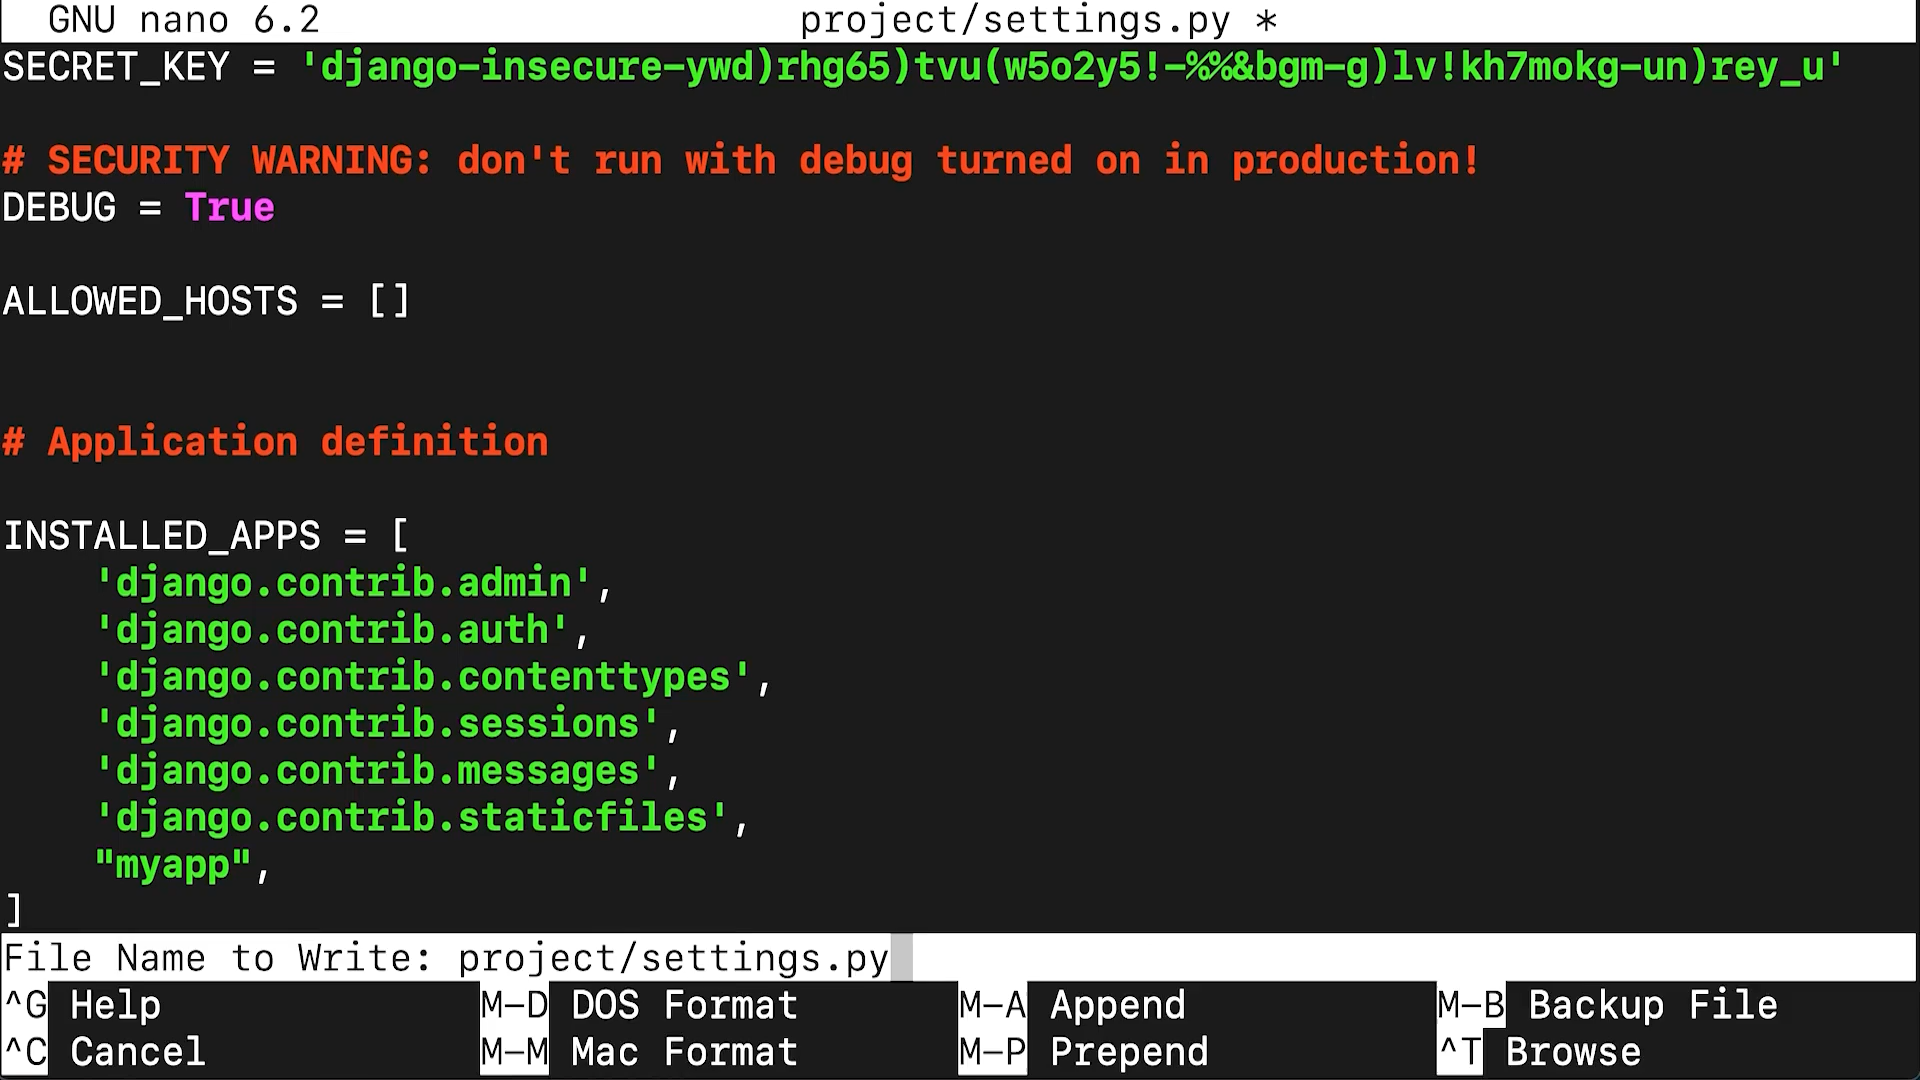 GNU nano 6.2 project/settings.py *
SECRET_KEY = 'django-insecure-ywd)rhg65)tvu(w5o2y5!-%%&bgm-g)lv!kh7mokg-un)rey_u'
# SECURITY WARNING: don't run with debug turned on in production!
DEBUG = True
ALLOWED_HOSTS = []
# Application definition
INSTALLED_APPS = [
    'django.contrib.admin',
    'django.contrib.auth',
    'django.contrib.contenttypes',
    'django.contrib.sessions',
    'django.contrib.messages',
    'django.contrib.staticfiles',
    "myapp",
]
File Name to Write: project/settings.py
^G Help M-D DOS Format M-A Append M-B Backup File
^C Cancel M-M Mac Format M-P Prepend ^T Browse